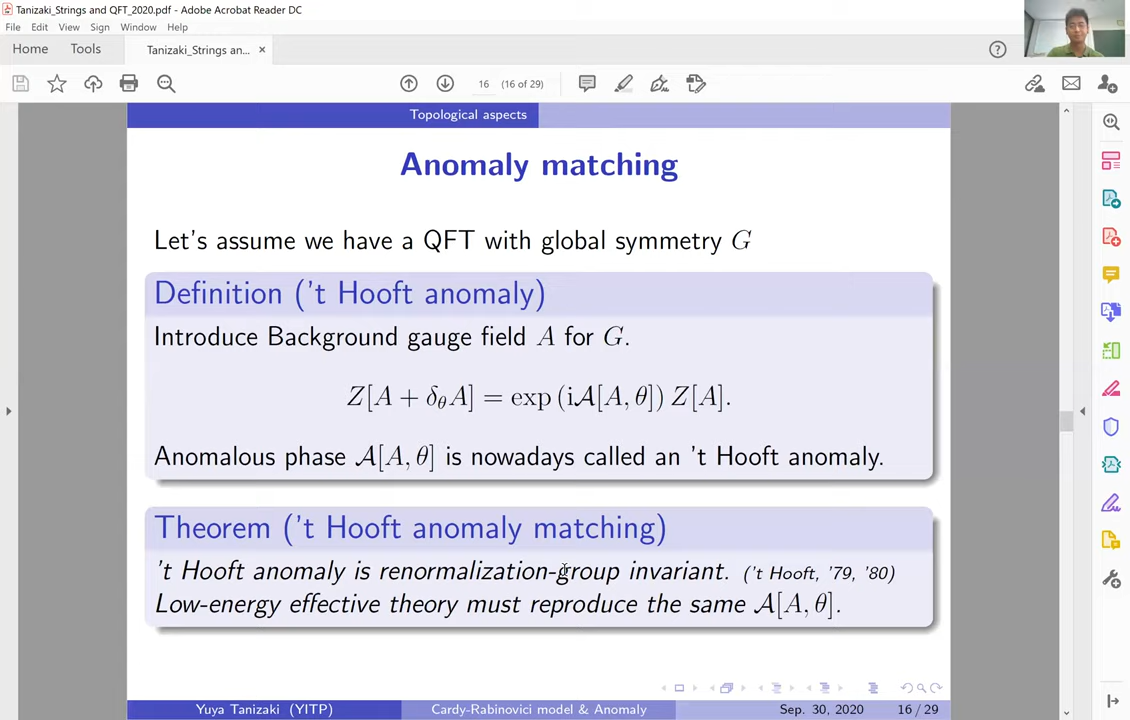 Tanizaki_Strings and QFT_2020.pdf - Adobe Acrobat Reader DC
File Edit View Sign Window Help
Home Tools Tanizaki_Strings an... ×
16 (16 of 29)
Topological aspects
Anomaly matching
Let's assume we have a QFT with global symmetry G
Definition ('t Hooft anomaly)
Introduce Background gauge field A for G.
Z[A + δ_θ A] = exp (i𝒜[A, θ]) Z[A].
Anomalous phase 𝒜[A, θ] is nowadays called an 't Hooft anomaly.
Theorem ('t Hooft anomaly matching)
't Hooft anomaly is renormalization-group invariant. ('t Hooft, '79, '80)
Low-energy effective theory must reproduce the same 𝒜[A, θ].
Yuya Tanizaki (YITP) Cardy-Rabinovici model & Anomaly Sep. 30, 2020 16 / 29